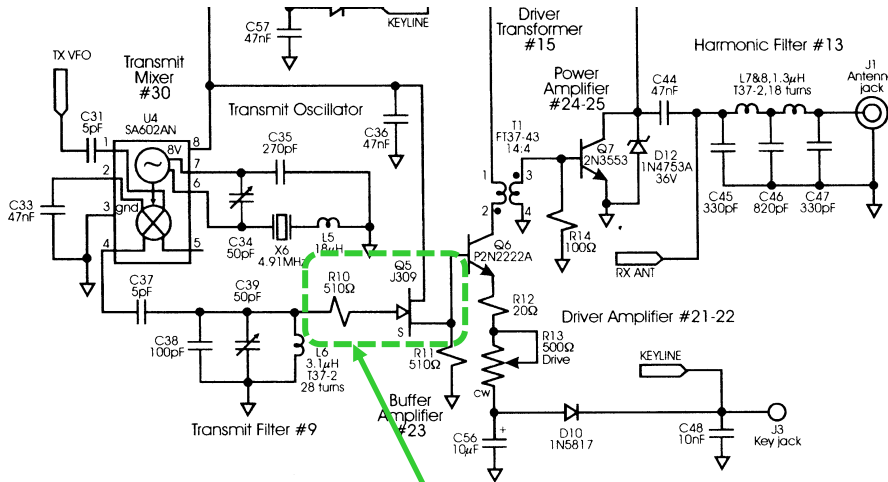 C57
47nF
KEYLINE
Driver
Transformer
#15
Harmonic Filter #13
TX VFO
Transmit
Mixer
#30
Power
Amplifier
#24-25
C44
47nF
L7&8,1.3µH
T37-2,18 turns
J1
Antenna
jack
U4
SA602AN
Transmit Oscillator
C31
5pF
C35
270pF
C36
47nF
T1
FT37-43
14:4
Q7
2N3553
D12
1N4753A
36V
1
8
8V
7
2
6
C33
47nF
gnd
3
4
5
C34
50pF
X6
4.91MHz
L5
18µH
1
3
2
4
R14
100Ω
C45
330pF
C46
820pF
C47
330pF
RX ANT
Q6
P2N2222A
C37
5pF
C39
50pF
R10
510Ω
Q5
J309
S
R12
20Ω
Driver Amplifier #21-22
C38
100pF
L6
3.1µH
T37-2
28 turns
R11
510Ω
R13
500Ω
Drive
CW
KEYLINE
Buffer
Amplifier
#23
Transmit Filter #9
C56
10µF
+
D10
1N5817
C48
10nF
J3
Key jack